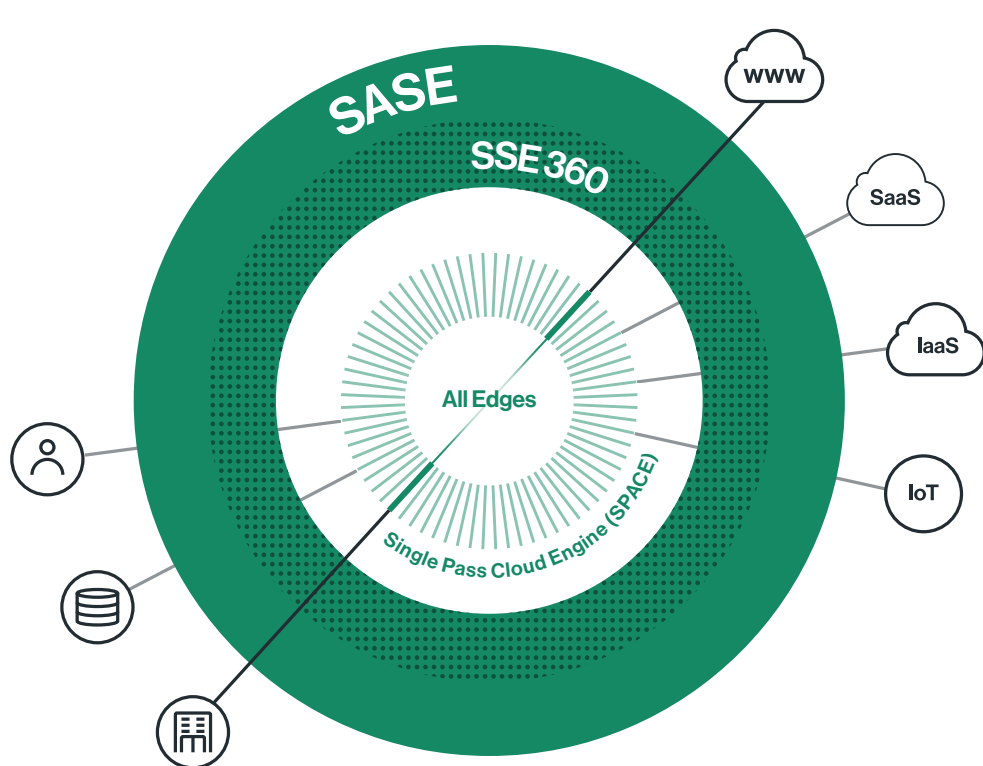 SASE
SSE 360
WWW
SaaS
IaaS
IoT
All Edges
Single Pass Cloud Engine (SPACE)